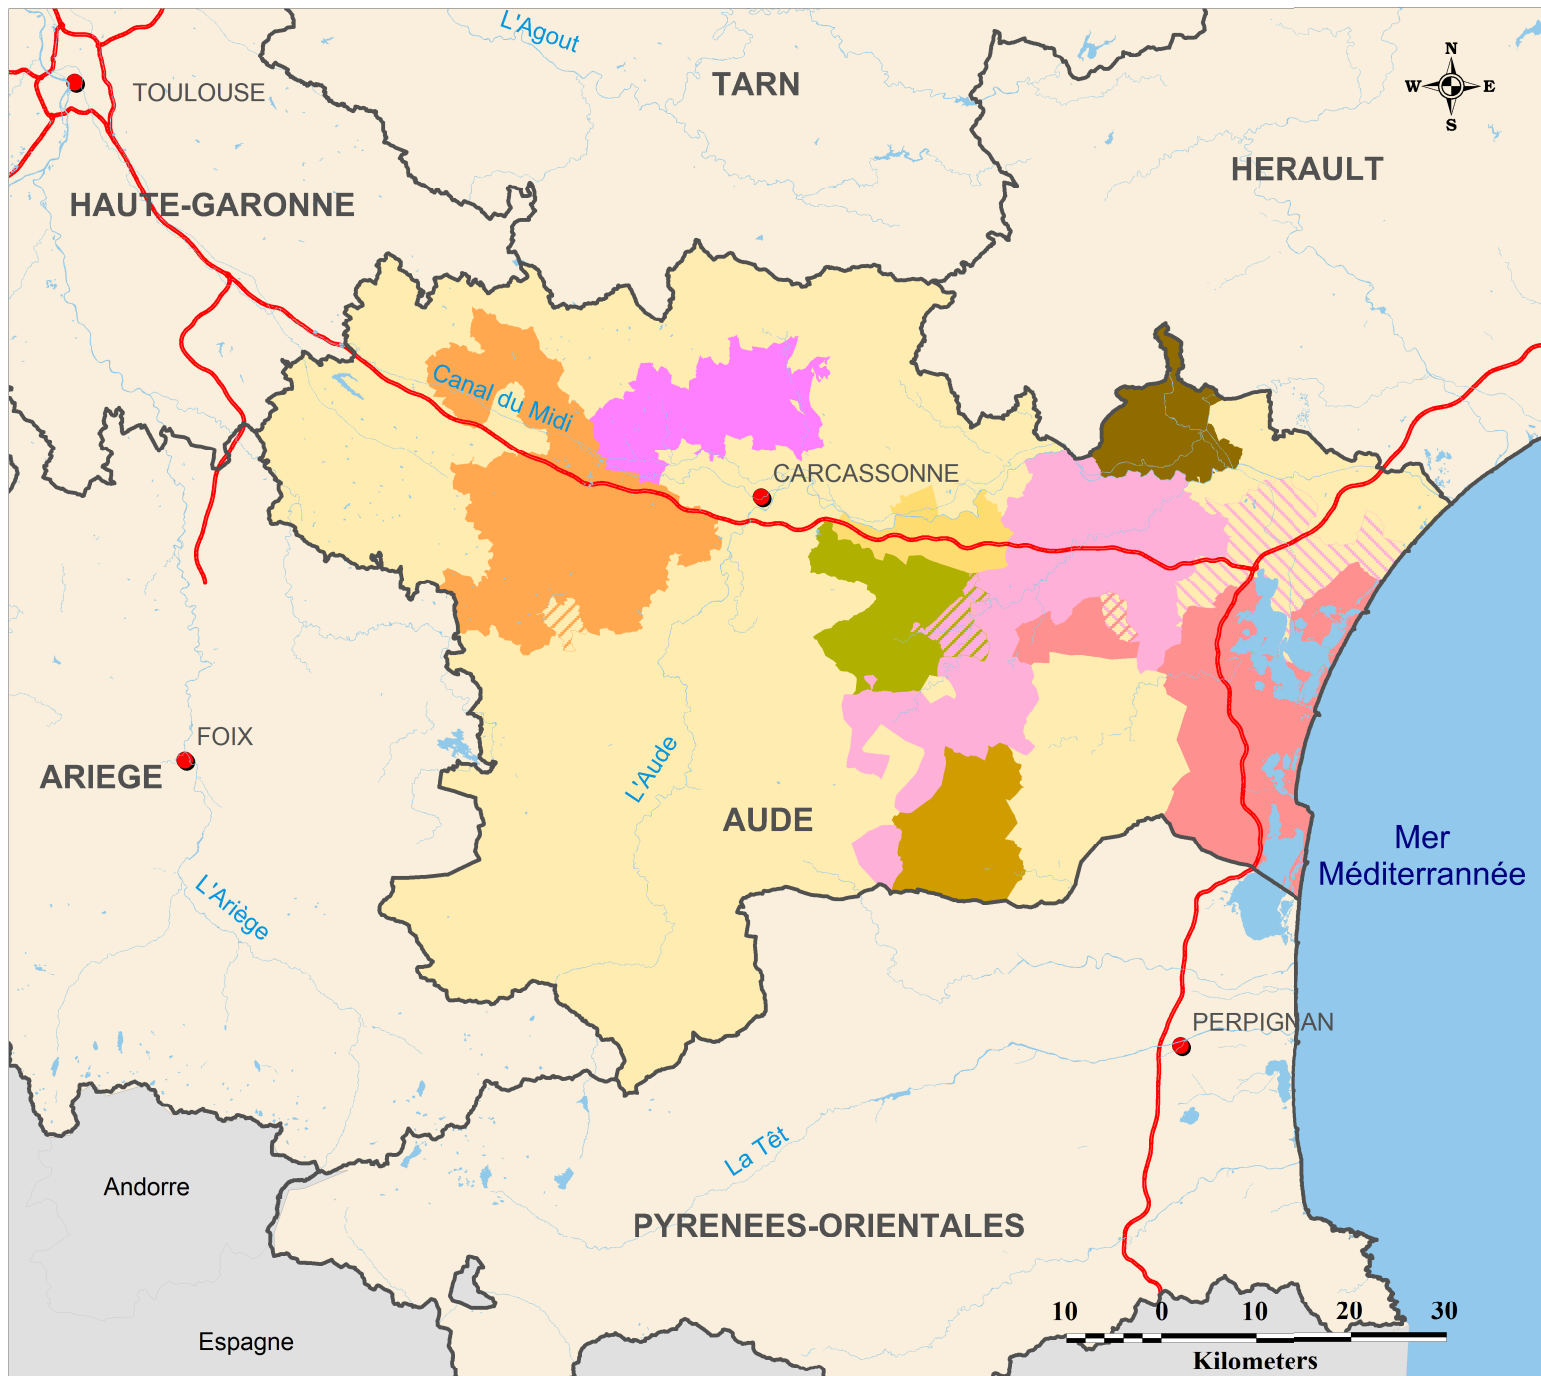 L'Agout
N
TARN
W
E
TOULOUSE
S
HERAULT
HAUTE-GARONNE
Canal du Midi
CARCASSONNE
FOIX
L'Aude
ARIEGE
AUDE
Mer
Méditerrannée
L'Ariège
PERPIGNAN
La Têt
Andorre
PYRENEES-ORIENTALES
10 0 10 20 30
Espagne
Kilometers